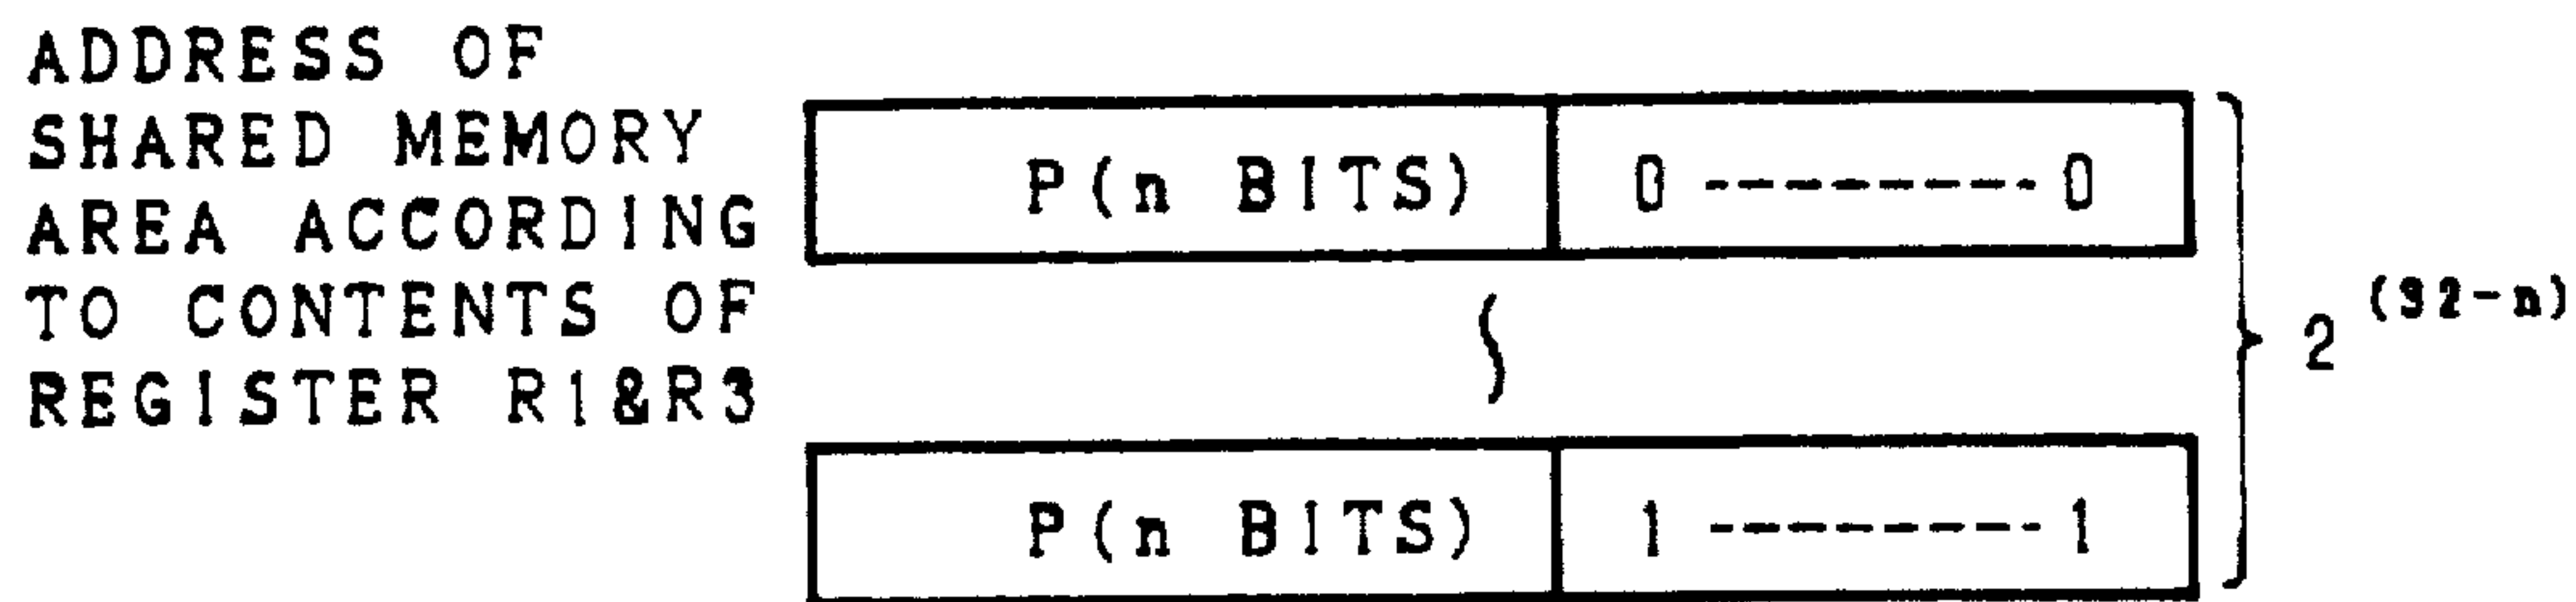 ADDRESS OF
SHARED MEMORY
AREA ACCORDING
TO CONTENTS OF
REGISTER R1&R3
P(n BITS) 0 --------- 0
2 (32-n)
P(n BITS) 1 --------- 1